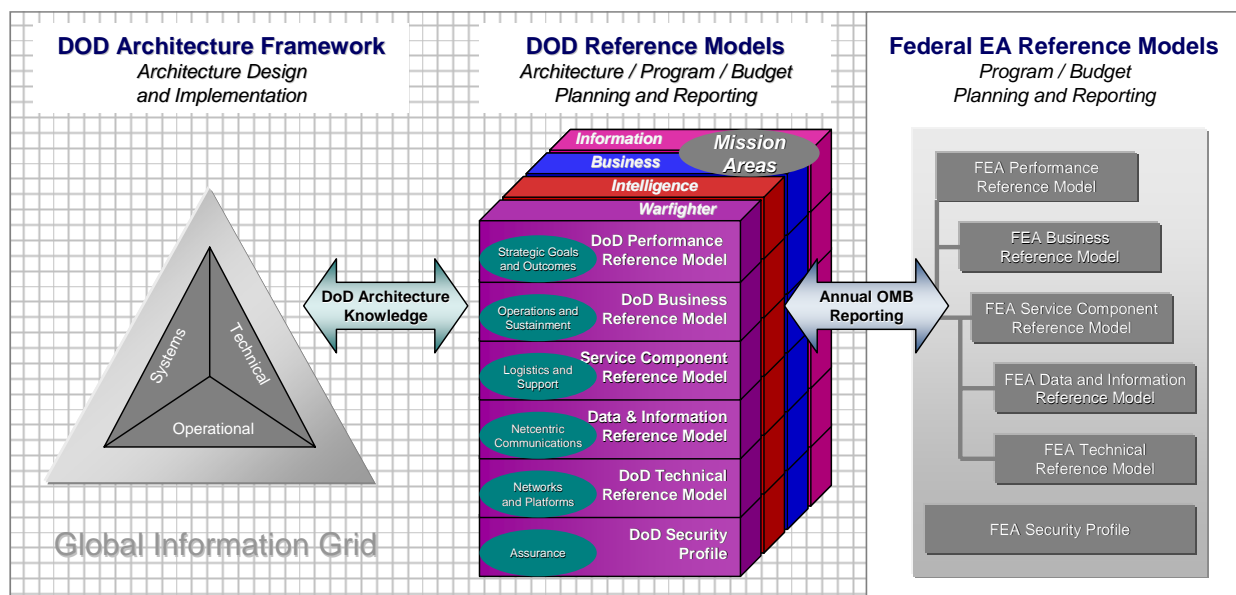 DOD Architecture Framework
Architecture Design
and Implementation
Systems
Technical
Operational
Global Information Grid
DoD Architecture
Knowledge
DOD Reference Models
Architecture / Program / Budget
Planning and Reporting
Mission
Areas
Information
Business
Intelligence
Warfighter
Strategic Goals
and Outcomes
DoD Performance
Reference Model
Operations and
Sustainment
DoD Business
Reference Model
Logistics and
Support
Service Component
Reference Model
Netcentric
Communications
Data & Information
Reference Model
Networks
and Platforms
DoD Technical
Reference Model
Assurance
DoD Security
Profile
Annual OMB
Reporting
Federal EA Reference Models
Program / Budget
Planning and Reporting
FEA Performance
Reference Model
FEA Business
Reference Model
FEA Service Component
Reference Model
FEA Data and Information
Reference Model
FEA Technical
Reference Model
FEA Security Profile